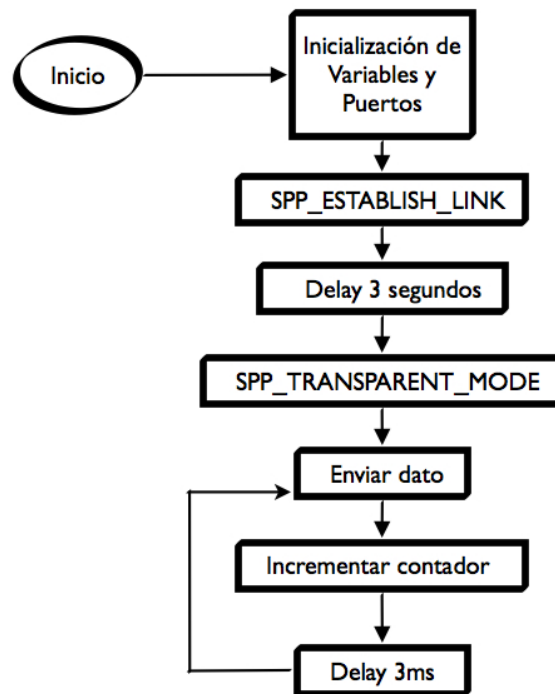 Inicio
Inicialización de
Variables y
Puertos
SPP_ESTABLISH_LINK
Delay 3 segundos
SPP_TRANSPARENT_MODE
Enviar dato
Incrementar contador
Delay 3ms